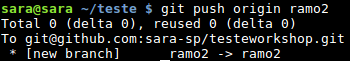 sara@sara ~/teste $ git push origin ramo2
Total 0 (delta 0), reused 0 (delta 0)
To git@github.com:sara-sp/testeworkshop.git
 * [new branch]      ramo2 -> ramo2